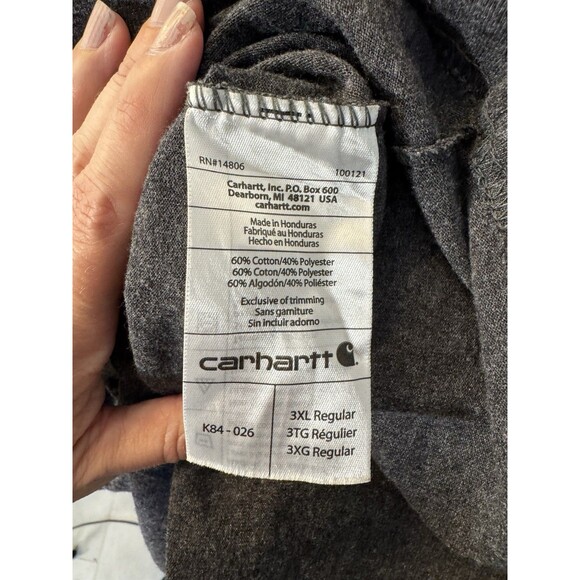 RN#14806 100121
Carhartt, Inc. P.O. Box 600
Dearborn, MI 48121 USA
carhartt.com
Made in Honduras
Fabriqué au Honduras
Hecho en Honduras
60% Cotton/40% Polyester
60% Coton/40% Polyester
60% Algodón/40% Poliéster
Exclusive of trimming
Sans garniture
Sin incluir adorno
carhartt
K84-026
3XL Regular
3TG Régulier
3XG Regular